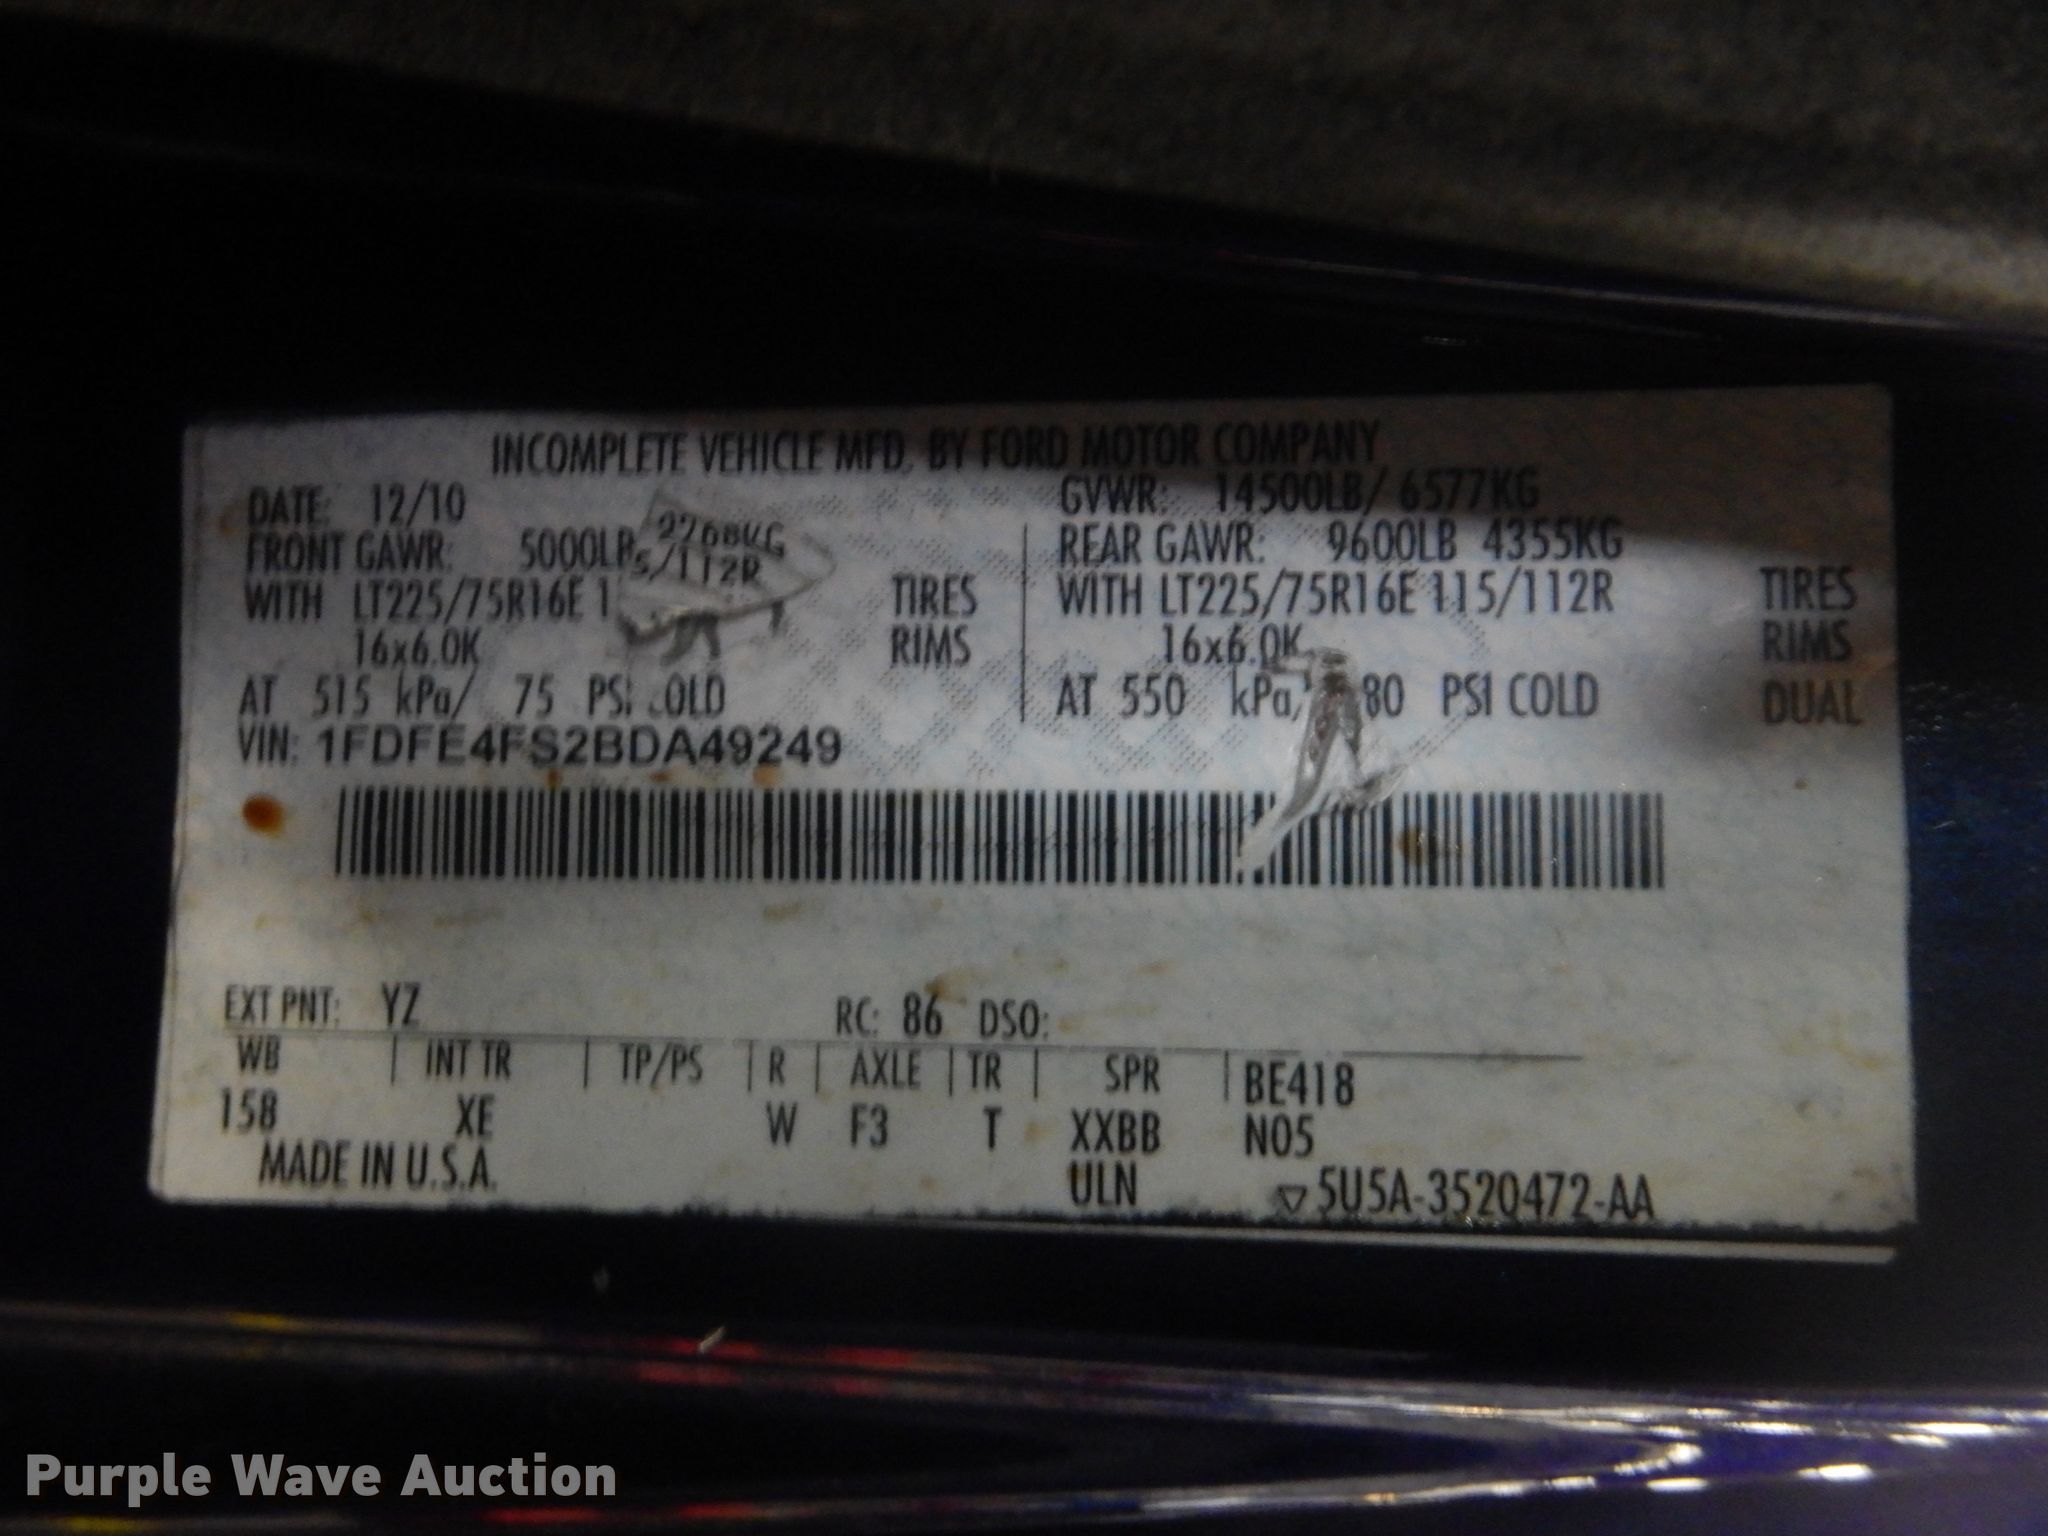 INCOMPLETE VEHICLE MFD. BY FORD MOTOR COMPANY
DATE: 12/10 GVWR: 14500LB/ 6577KG
FRONT GAWR: 5000LB 2268KG REAR GAWR: 9600LB 4355KG
WITH LT225/75R16E 1 5/112R TIRES WITH LT225/75R16E 115/112R TIRES
16x6.0K RIMS 16x6.0K RIMS
AT 515 kPa/ 75 PSI COLD AT 550 kPa/ 80 PSI COLD DUAL
VIN: 1FDFE4FS2BDA49249
EXT PNT: YZ RC: 86 DSO:
WB INT TR TP/PS R AXLE TR SPR BE418
158 XE W F3 T XXBB N05
MADE IN U.S.A. ULN ▽5U5A-3520472-AA
Purple Wave Auction